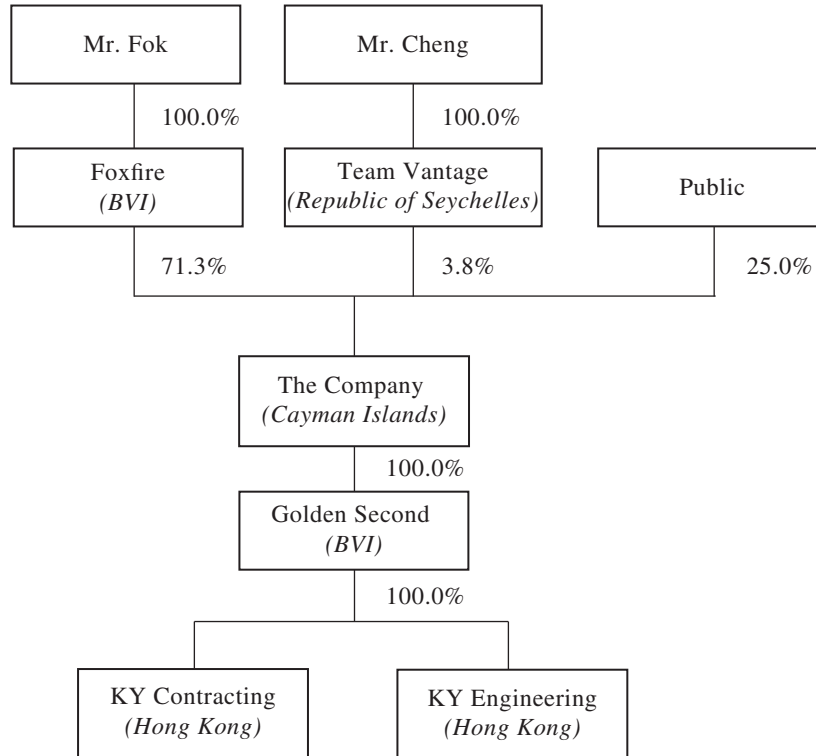 Mr. Fok
Mr. Cheng
100.0%
100.0%
Foxfire
(BVI)
Team Vantage
(Republic of Seychelles)
Public
71.3%
3.8%
25.0%
The Company
(Cayman Islands)
100.0%
Golden Second
(BVI)
100.0%
KY Contracting
(Hong Kong)
KY Engineering
(Hong Kong)